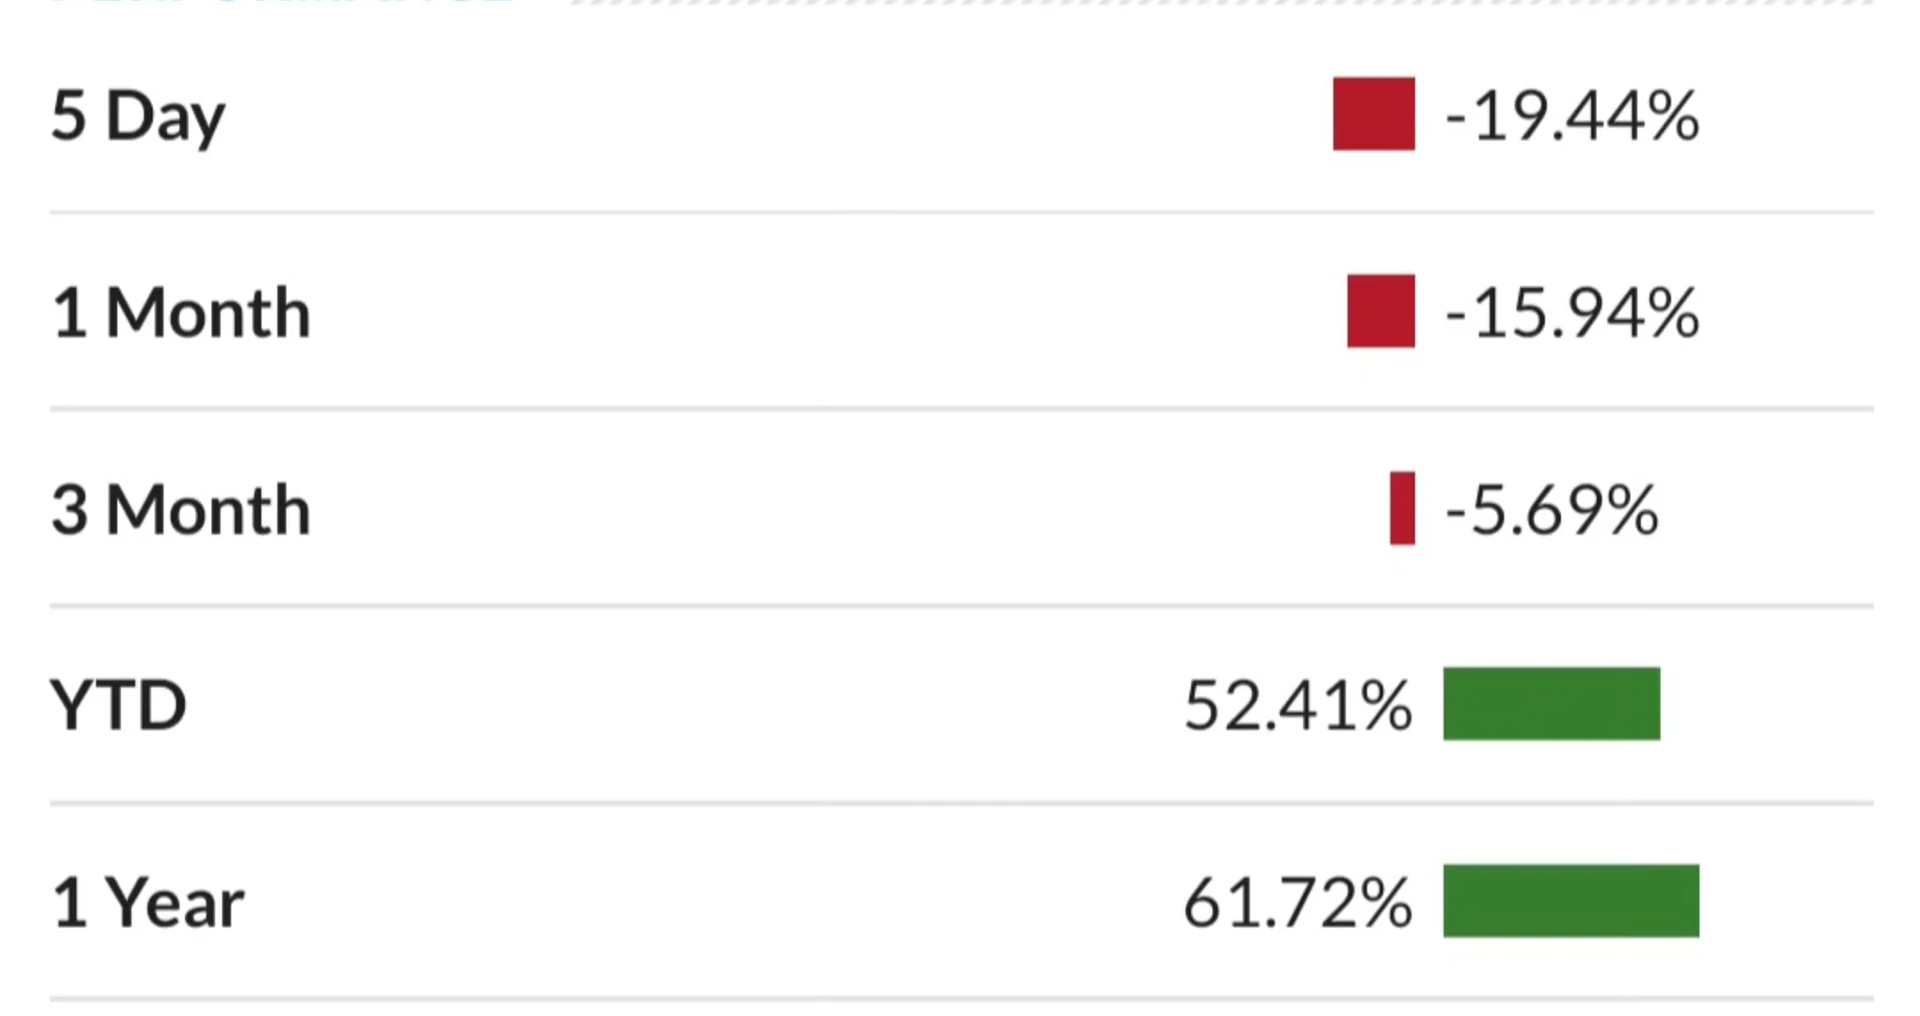 PERFORMANCE
5 Day -19.44%
1 Month -15.94%
3 Month -5.69%
YTD 52.41%
1 Year 61.72%